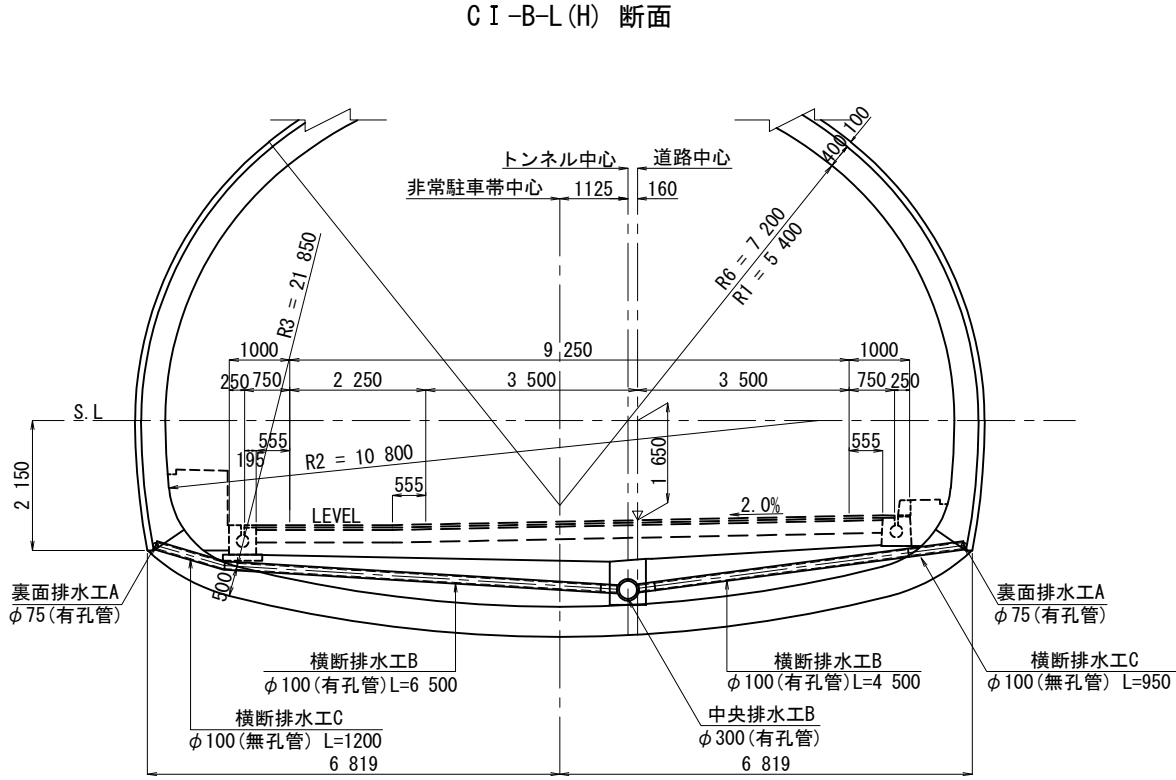 CⅠ-B-L(H) 断面
トンネル中心
道路中心
非常駐車帯中心
1125
160
400
100
R6 = 7 200
R1 = 5 400
R3 = 21 850
1000
9 250
1000
250
750
2 250
3 500
3 500
750
250
S.L
555
195
R2 = 10 800
555
1 650
555
2 150
LEVEL
2.0%
500
裏面排水工A
φ75(有孔管)
裏面排水工A
φ75(有孔管)
横断排水工B
φ100(有孔管)L=6 500
横断排水工B
φ100(有孔管)L=4 500
横断排水工C
φ100(無孔管) L=950
横断排水工C
φ100(無孔管) L=1200
中央排水工B
φ300(有孔管)
6 819
6 819